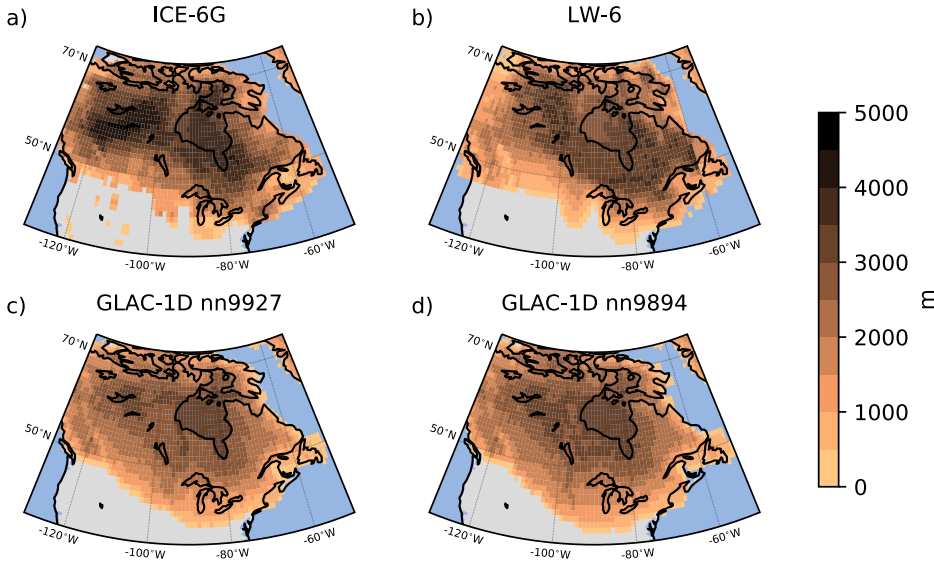 a) ICE-6G
b) LW-6
70°N
50°N
-120°W
-100°W
-80°W
-60°W
70°N
50°N
-120°W
-100°W
-80°W
-60°W
5000
4000
3000
2000
1000
0
m
c) GLAC-1D nn9927
d) GLAC-1D nn9894
70°N
50°N
-120°W
-100°W
-80°W
-60°W
70°N
50°N
-120°W
-100°W
-80°W
-60°W